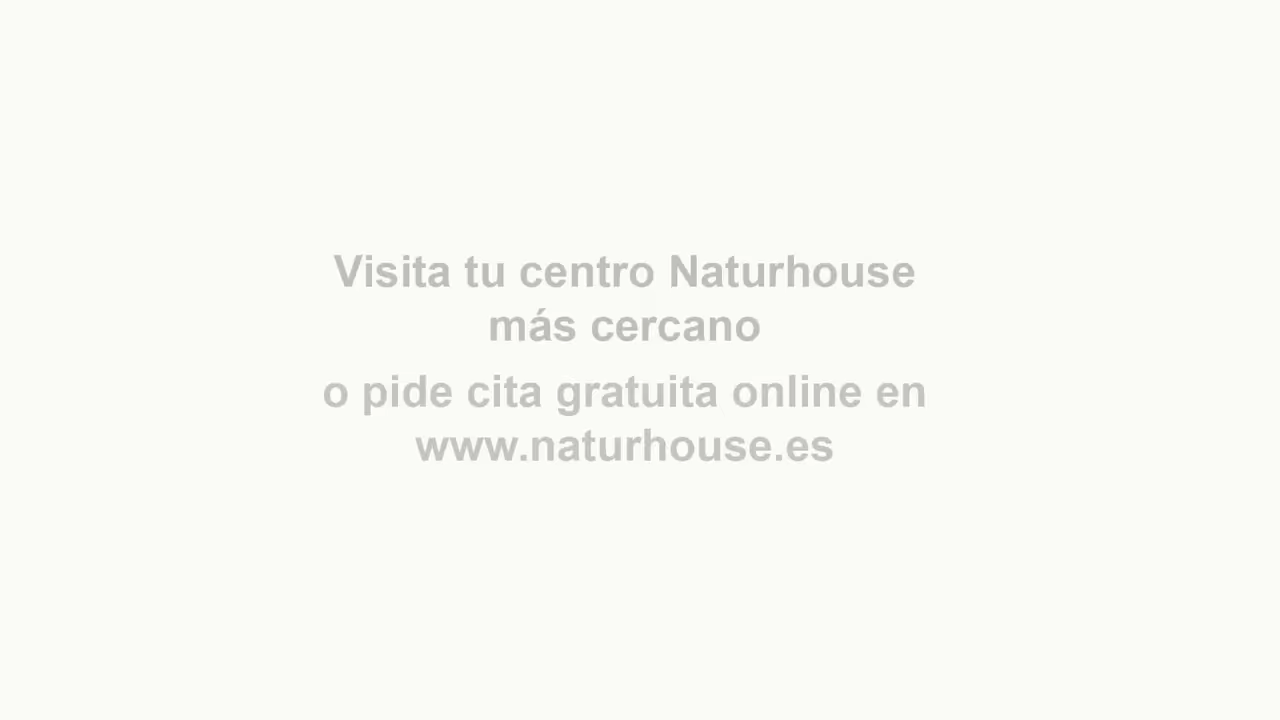 Visita tu centro Naturhouse
más cercano
o pide cita gratuita online en
www.naturhouse.es